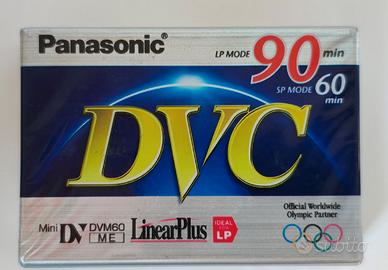 Panasonic®
LP MODE 90 min
SP MODE 60 min
DVC
Official Worldwide
Olympic Partner
Mini DV DVM60 ME LinearPlus IDEAL FOR LP
subito